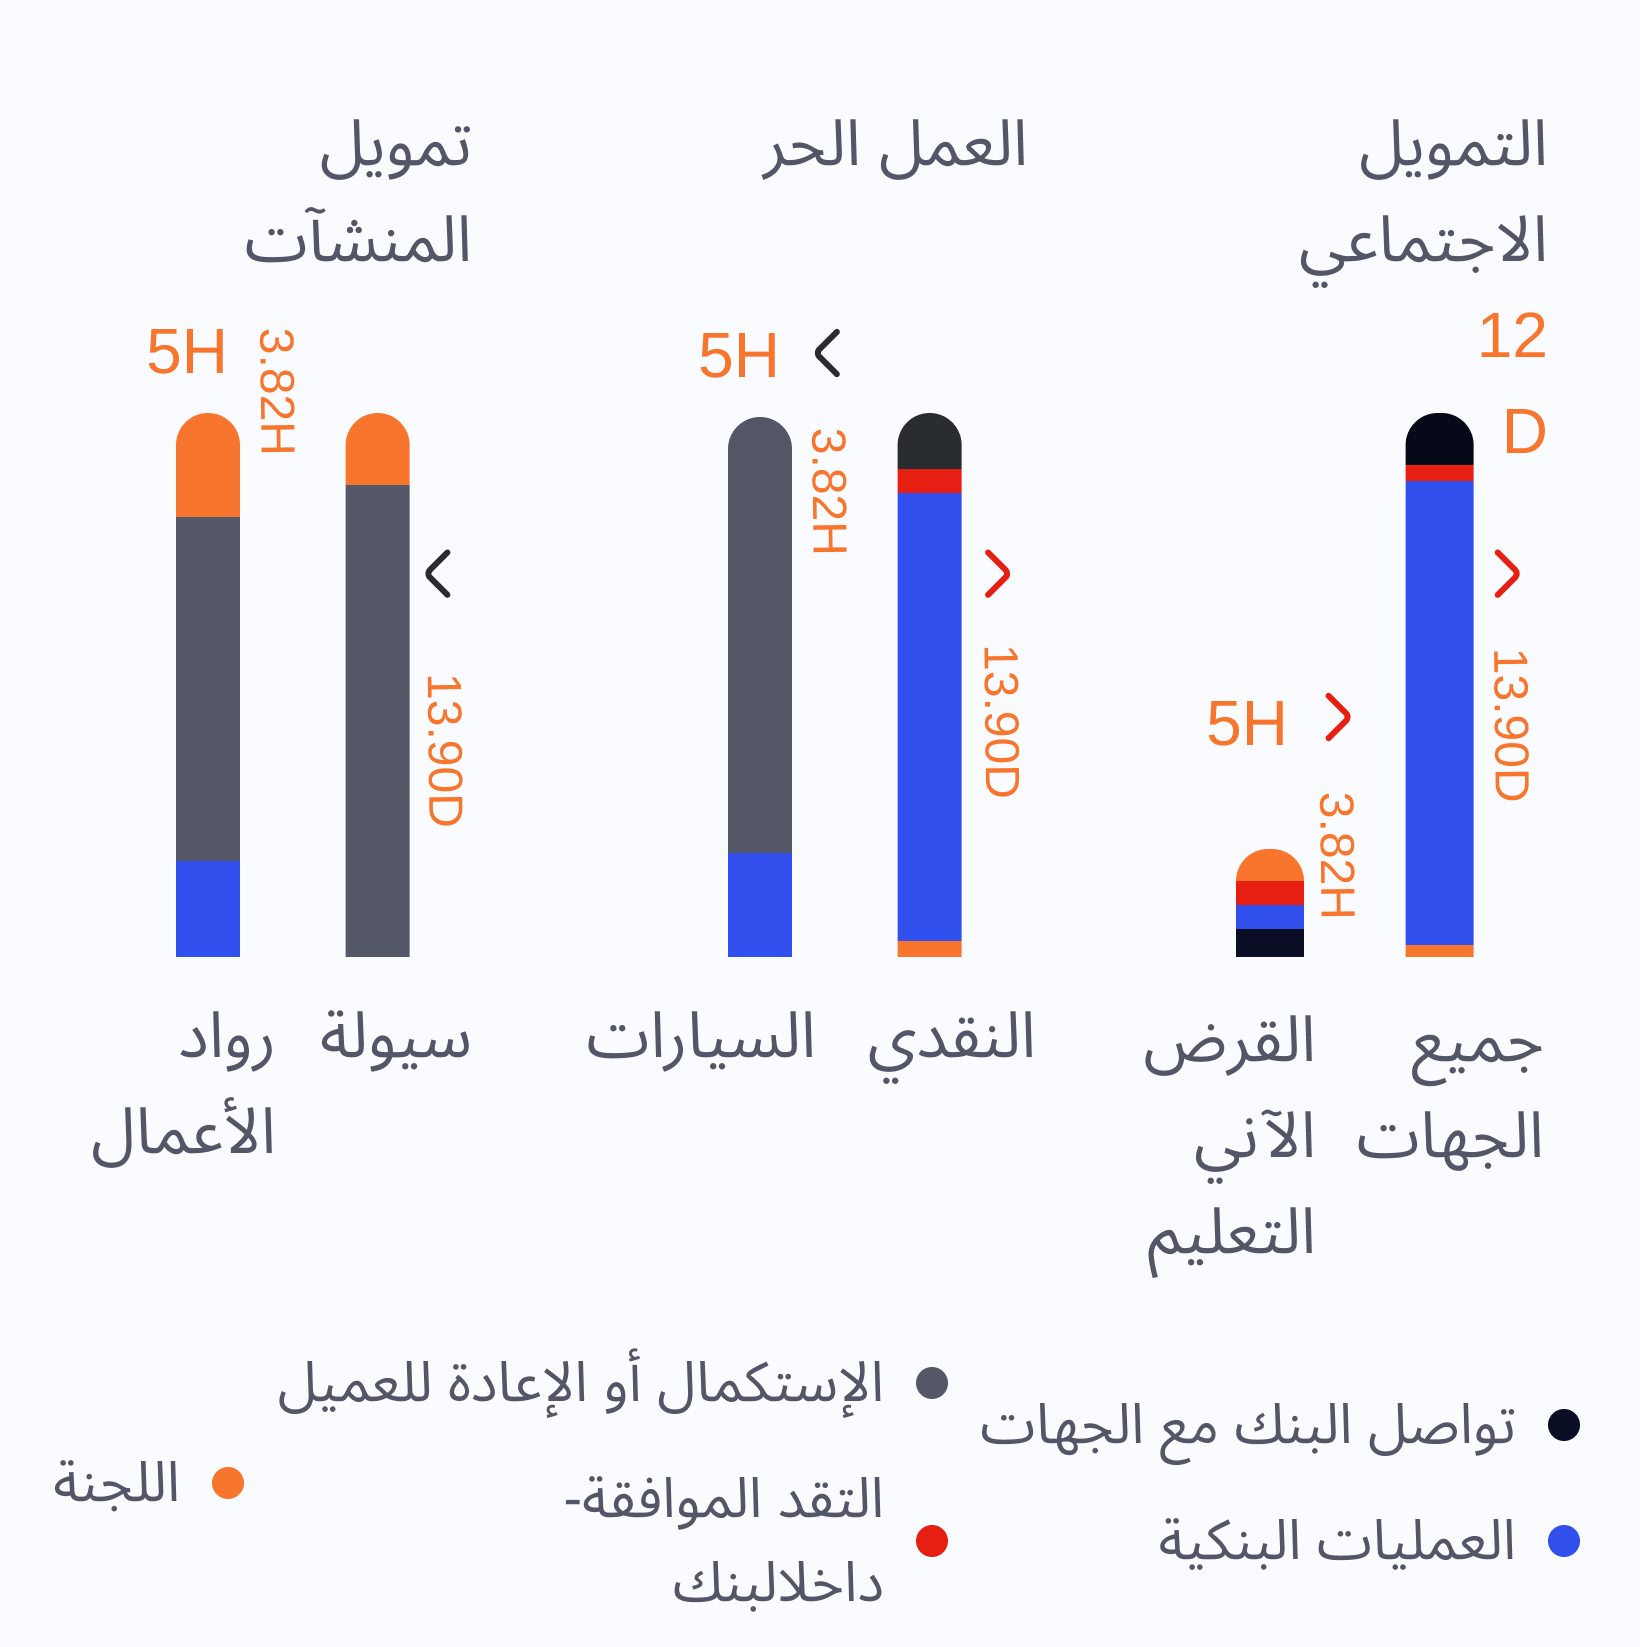 التمويل
الاجتماعي
12
D
العمل الحر
تمويل
المنشآت
5H
3.82H
13.90D
5H
3.82H
13.90D
5H
3.82H
13.90D
جميع
الجهات
القرض
الآني
التعليم
النقدي
السيارات
سيولة
رواد
الأعمال
تواصل البنك مع الجهات
العمليات البنكية
الإستكمال أو الإعادة للعميل
التقد الموافقة-
داخلالبنك
اللجنة